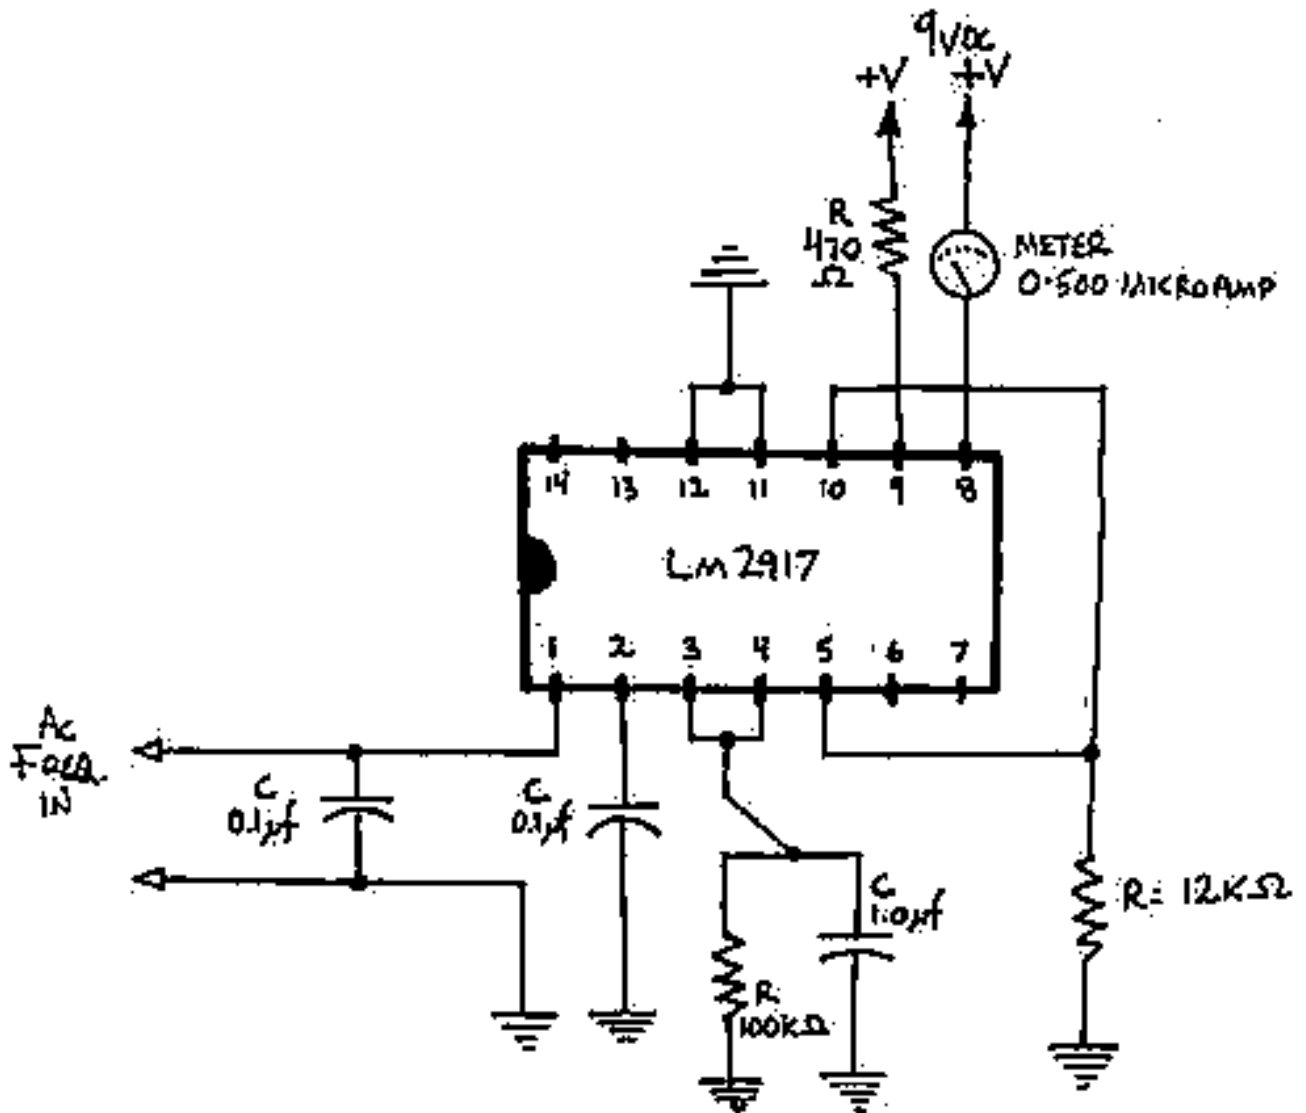 9VDC
+V +V
R
470
Ω
METER
0-500 MICROAMP
14 13 12 11 10 9 8
LM2917
1 2 3 4 5 6 7
AC
FREQ.
IN
C
0.1µf
C
0.1µf
C
1.0µf
R
100KΩ
R= 12KΩ